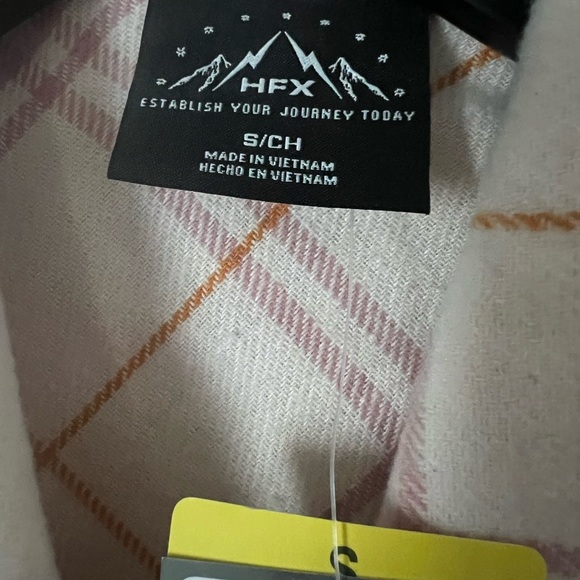 HFX
ESTABLISH YOUR JOURNEY TODAY
S/CH
MADE IN VIETNAM
HECHO EN VIETNAM
S